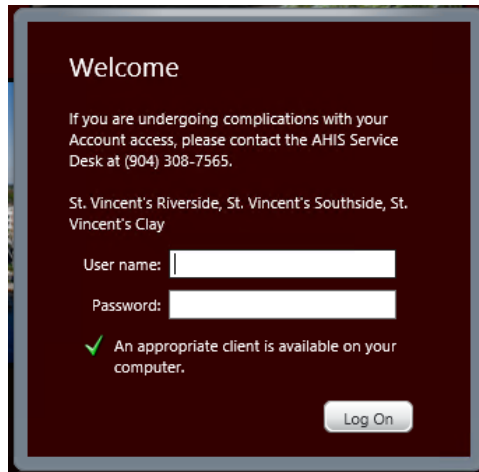 Welcome
If you are undergoing complications with your
Account access, please contact the AHIS Service
Desk at (904) 308-7565.
St. Vincent's Riverside, St. Vincent's Southside, St.
Vincent's Clay
User name:
Password:
An appropriate client is available on your
computer.
Log On